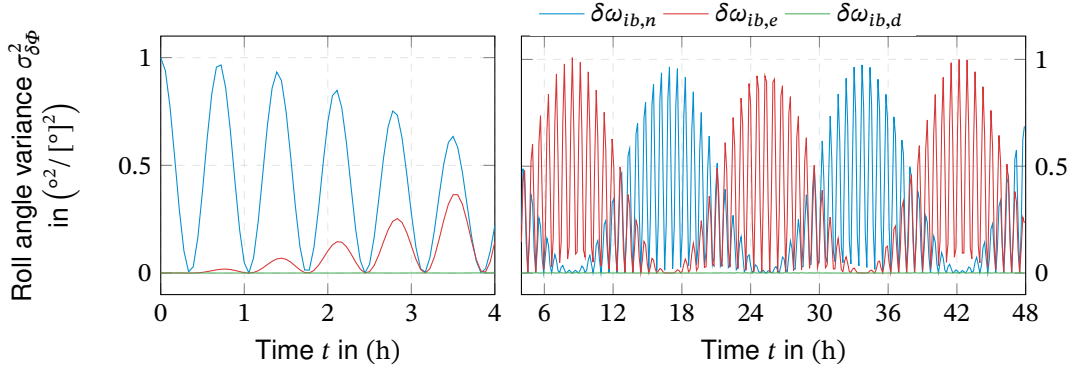 δω_{ib,n} δω_{ib,e} δω_{ib,d}
Roll angle variance σ²_{δΦ}
in (°²/[°]²)
1
0.5
0
0 1 2 3 4
Time t in (h)
1
0.5
0
6 12 18 24 30 36 42 48
Time t in (h)